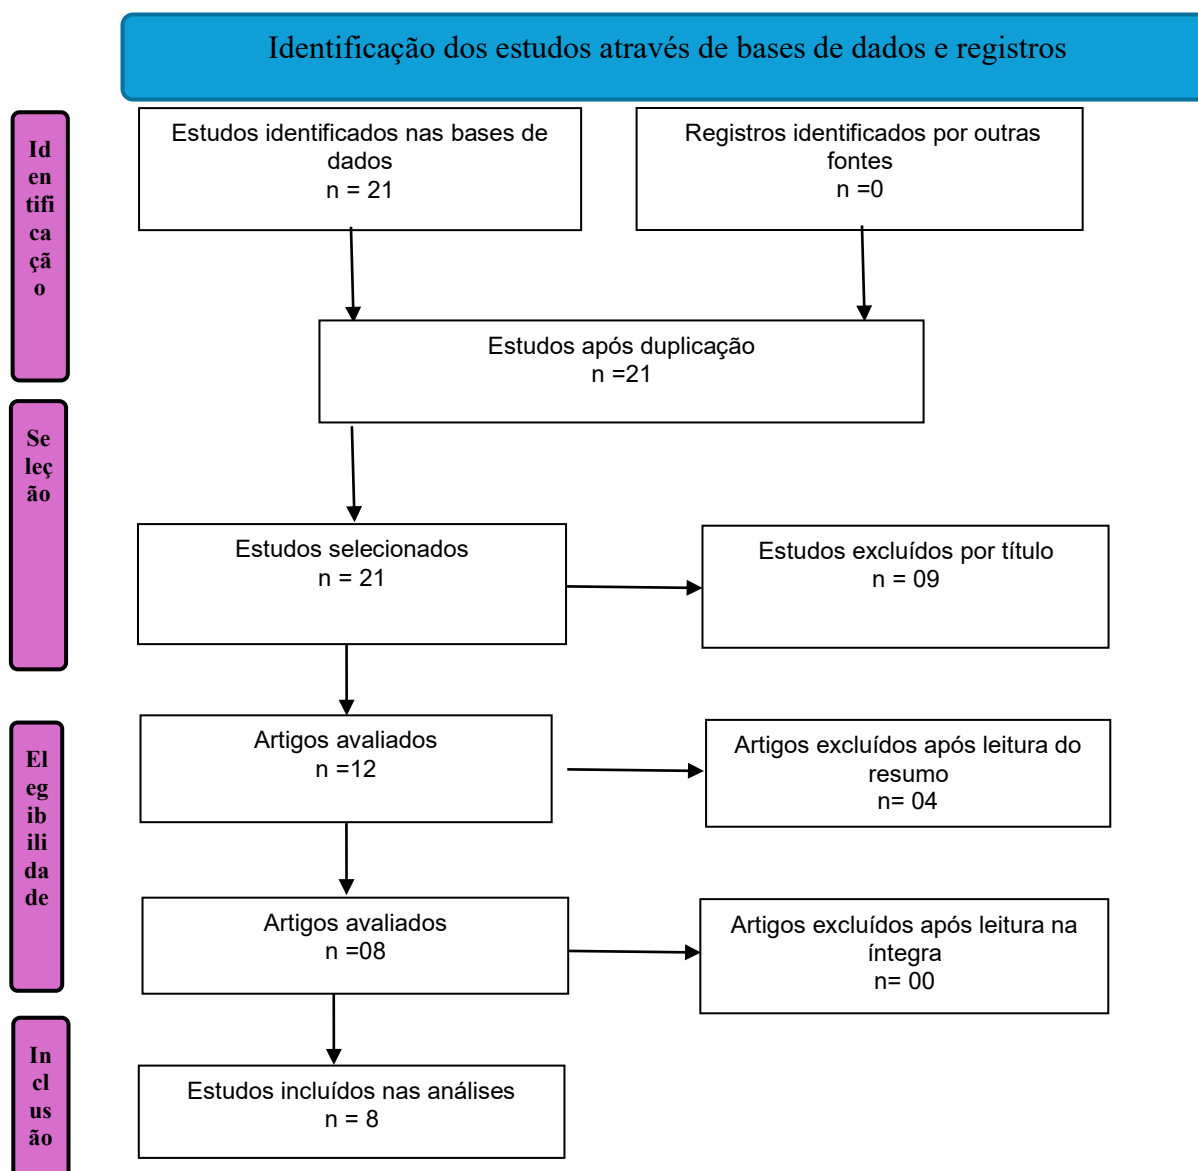 Identificação dos estudos através de bases de dados e registros
Id
en
tifi
ca
çã
o
Estudos identificados nas bases de
dados
n = 21
Registros identificados por outras
fontes
n =0
Estudos após duplicação
n =21
Se
leç
ão
Estudos selecionados
n = 21
Estudos excluídos por título
n = 09
El
eg
ib
ili
da
de
Artigos avaliados
n =12
Artigos excluídos após leitura do
resumo
n= 04
Artigos avaliados
n =08
Artigos excluídos após leitura na
íntegra
n= 00
In
cl
us
ão
Estudos incluídos nas análises
n = 8